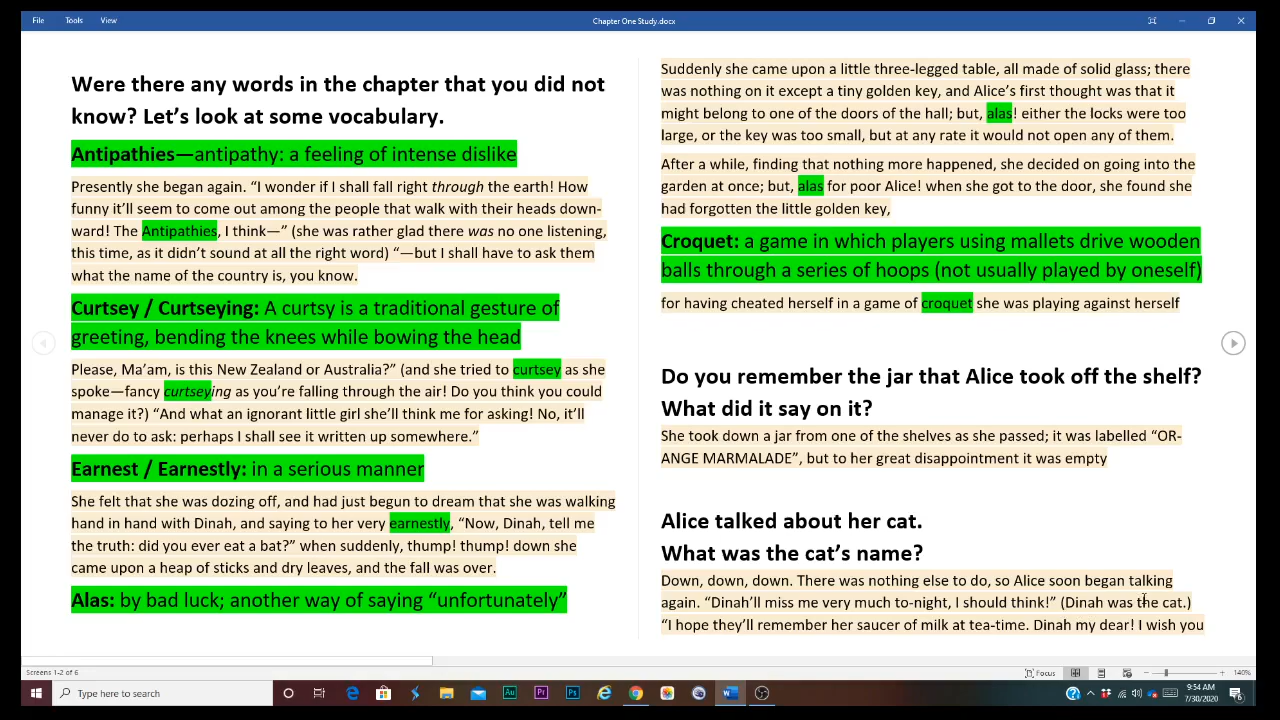 File Tools View Chapter One Study.docx
Were there any words in the chapter that you did not
know? Let’s look at some vocabulary.
Antipathies—antipathy: a feeling of intense dislike
Presently she began again. “I wonder if I shall fall right through the earth! How
funny it’ll seem to come out among the people that walk with their heads down-
ward! The Antipathies, I think—” (she was rather glad there was no one listening,
this time, as it didn’t sound at all the right word) “—but I shall have to ask them
what the name of the country is, you know.
Curtsey / Curtseying: A curtsy is a traditional gesture of
greeting, bending the knees while bowing the head
Please, Ma’am, is this New Zealand or Australia?” (and she tried to curtsey as she
spoke—fancy curtseying as you’re falling through the air! Do you think you could
manage it?) “And what an ignorant little girl she’ll think me for asking! No, it’ll
never do to ask: perhaps I shall see it written up somewhere.”
Earnest / Earnestly: in a serious manner
She felt that she was dozing off, and had just begun to dream that she was walking
hand in hand with Dinah, and saying to her very earnestly, “Now, Dinah, tell me
the truth: did you ever eat a bat?” when suddenly, thump! thump! down she
came upon a heap of sticks and dry leaves, and the fall was over.
Alas: by bad luck; another way of saying “unfortunately”
Suddenly she came upon a little three-legged table, all made of solid glass; there
was nothing on it except a tiny golden key, and Alice’s first thought was that it
might belong to one of the doors of the hall; but, alas! either the locks were too
large, or the key was too small, but at any rate it would not open any of them.
After a while, finding that nothing more happened, she decided on going into the
garden at once; but, alas for poor Alice! when she got to the door, she found she
had forgotten the little golden key,
Croquet: a game in which players using mallets drive wooden
balls through a series of hoops (not usually played by oneself)
for having cheated herself in a game of croquet she was playing against herself
Do you remember the jar that Alice took off the shelf?
What did it say on it?
She took down a jar from one of the shelves as she passed; it was labelled “OR-
ANGE MARMALADE”, but to her great disappointment it was empty
Alice talked about her cat.
What was the cat’s name?
Down, down, down. There was nothing else to do, so Alice soon began talking
again. “Dinah’ll miss me very much to-night, I should think!” (Dinah was the cat.)
“I hope they’ll remember her saucer of milk at tea-time. Dinah my dear! I wish you
Screens 1-2 of 6 Focus 140%
Type here to search Au Pr Ps 9:54 AM
7/30/2020